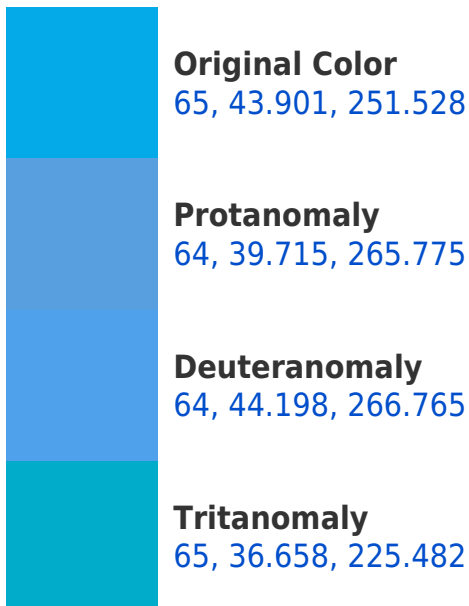 Original Color
65, 43.901, 251.528
Protanomaly
64, 39.715, 265.775
Deuteranomaly
64, 44.198, 266.765
Tritanomaly
65, 36.658, 225.482